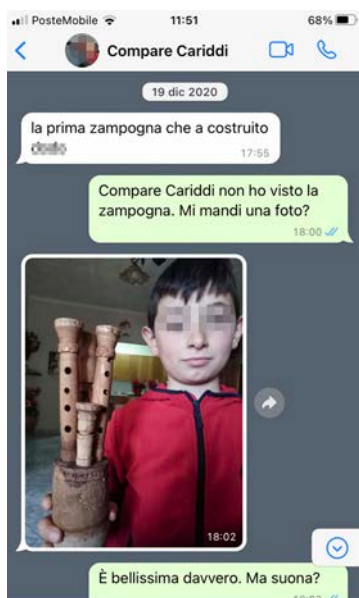 PosteMobile 11:51 68%
Compare Cariddi
19 dic 2020
la prima zampogna che a costruito
17:55
Compare Cariddi non ho visto la
zampogna. Mi mandi una foto?
18:00
18:02
È bellissima davvero. Ma suona?